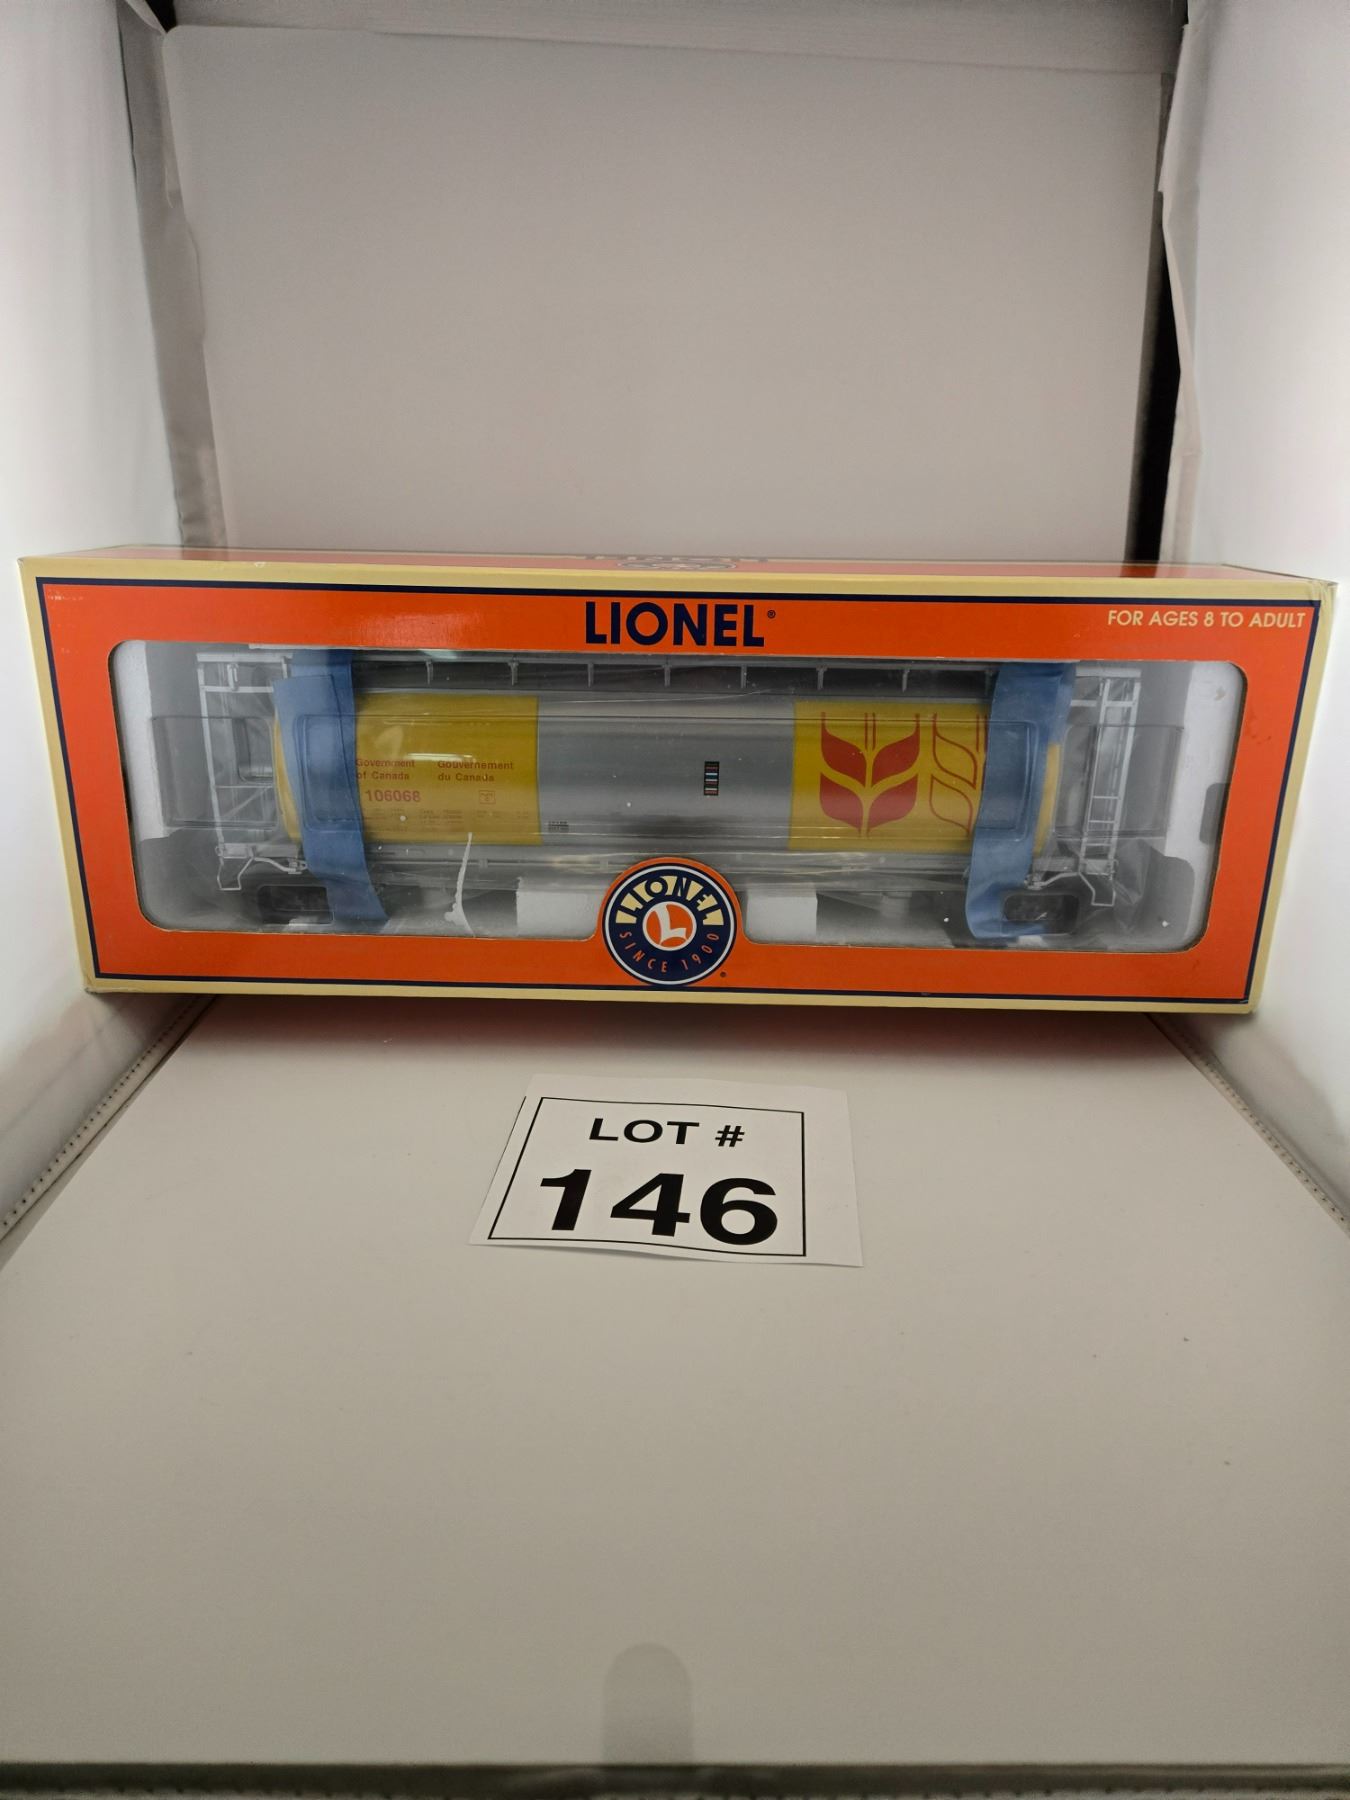 LIONEL®
FOR AGES 8 TO ADULT
Government Gouvernement
of Canada du Canada
106068
LIONEL
L
SINCE 1900
®
LOT #
146